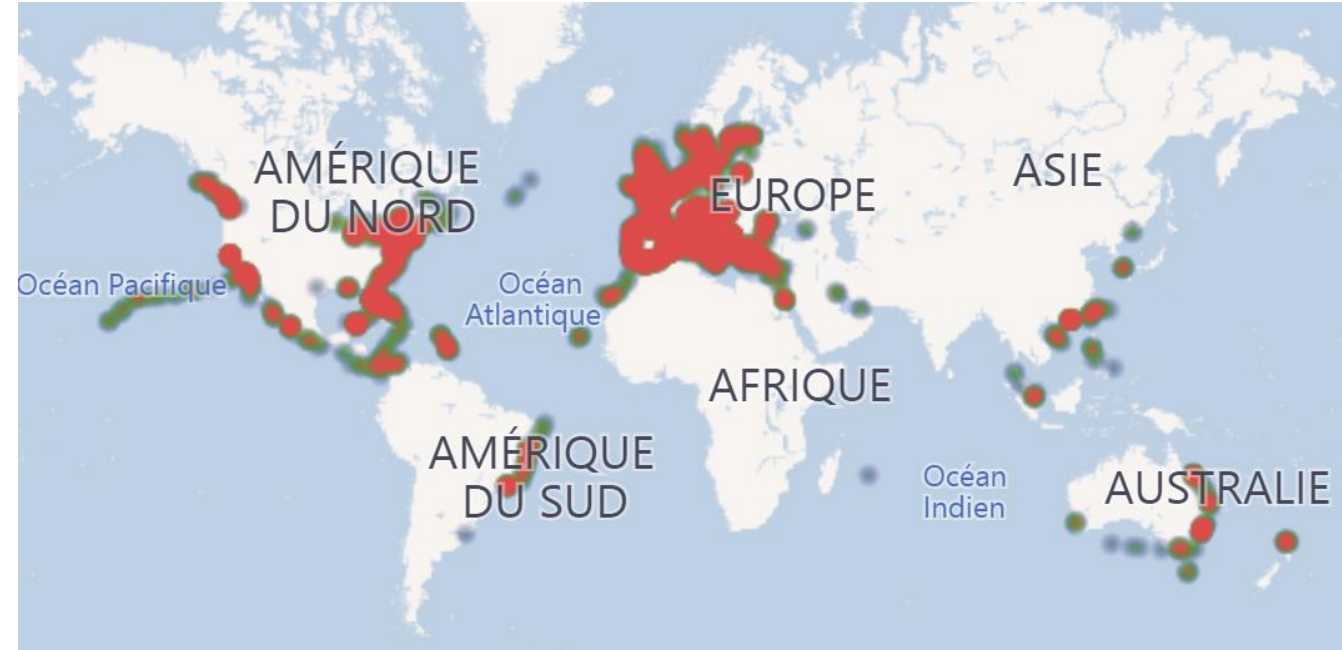 AMÉRIQUE
DU NORD
EUROPE
ASIE
Océan Pacifique
Océan
Atlantique
AFRIQUE
AMÉRIQUE
DU SUD
Océan
Indien
AUSTRALIE